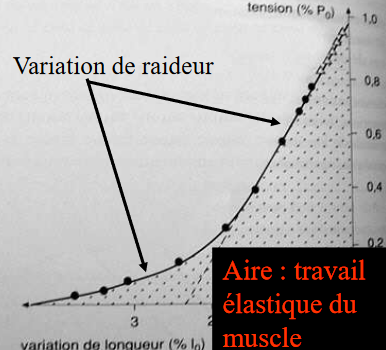 tension (% P₀)
1,0
Variation de raideur
0,8
0,6
0,4
0,2
Aire : travail
élastique du
muscle
3
2
variation de longueur (% l₀)